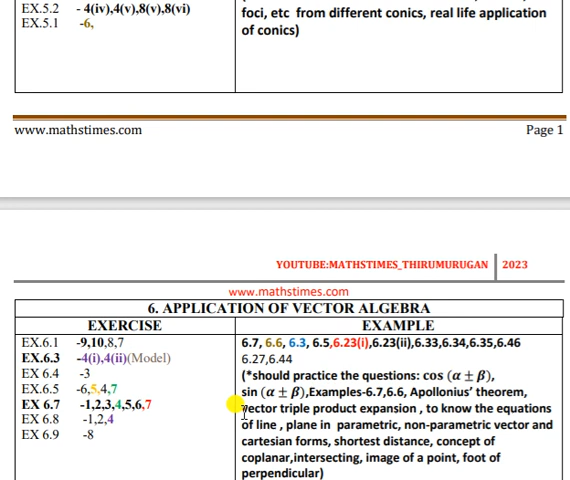 EX.5.2 - 4(iv),4(v),8(v),8(vi)
EX.5.1 -6,
foci, etc from different conics, real life application
of conics)
www.mathstimes.com Page 1
YOUTUBE:MATHSTIMES_THIRUMURUGAN 2023
www.mathstimes.com
6. APPLICATION OF VECTOR ALGEBRA
EXERCISE EXAMPLE
EX.6.1 -9,10,8,7
EX.6.3 -4(i),4(ii)(Model)
EX 6.4 -3
EX.6.5 -6,5,4,7
EX 6.7 -1,2,3,4,5,6,7
EX 6.8 -1,2,4
EX 6.9 -8
6.7, 6.6, 6.3, 6.5,6.23(i),6.23(ii),6.33,6.34,6.35,6.46
6.27,6.44
(*should practice the questions: cos (α ± β),
sin (α ± β),Examples-6.7,6.6, Apollonius’ theorem,
vector triple product expansion , to know the equations
of line , plane in parametric, non-parametric vector and
cartesian forms, shortest distance, concept of
coplanar,intersecting, image of a point, foot of
perpendicular)